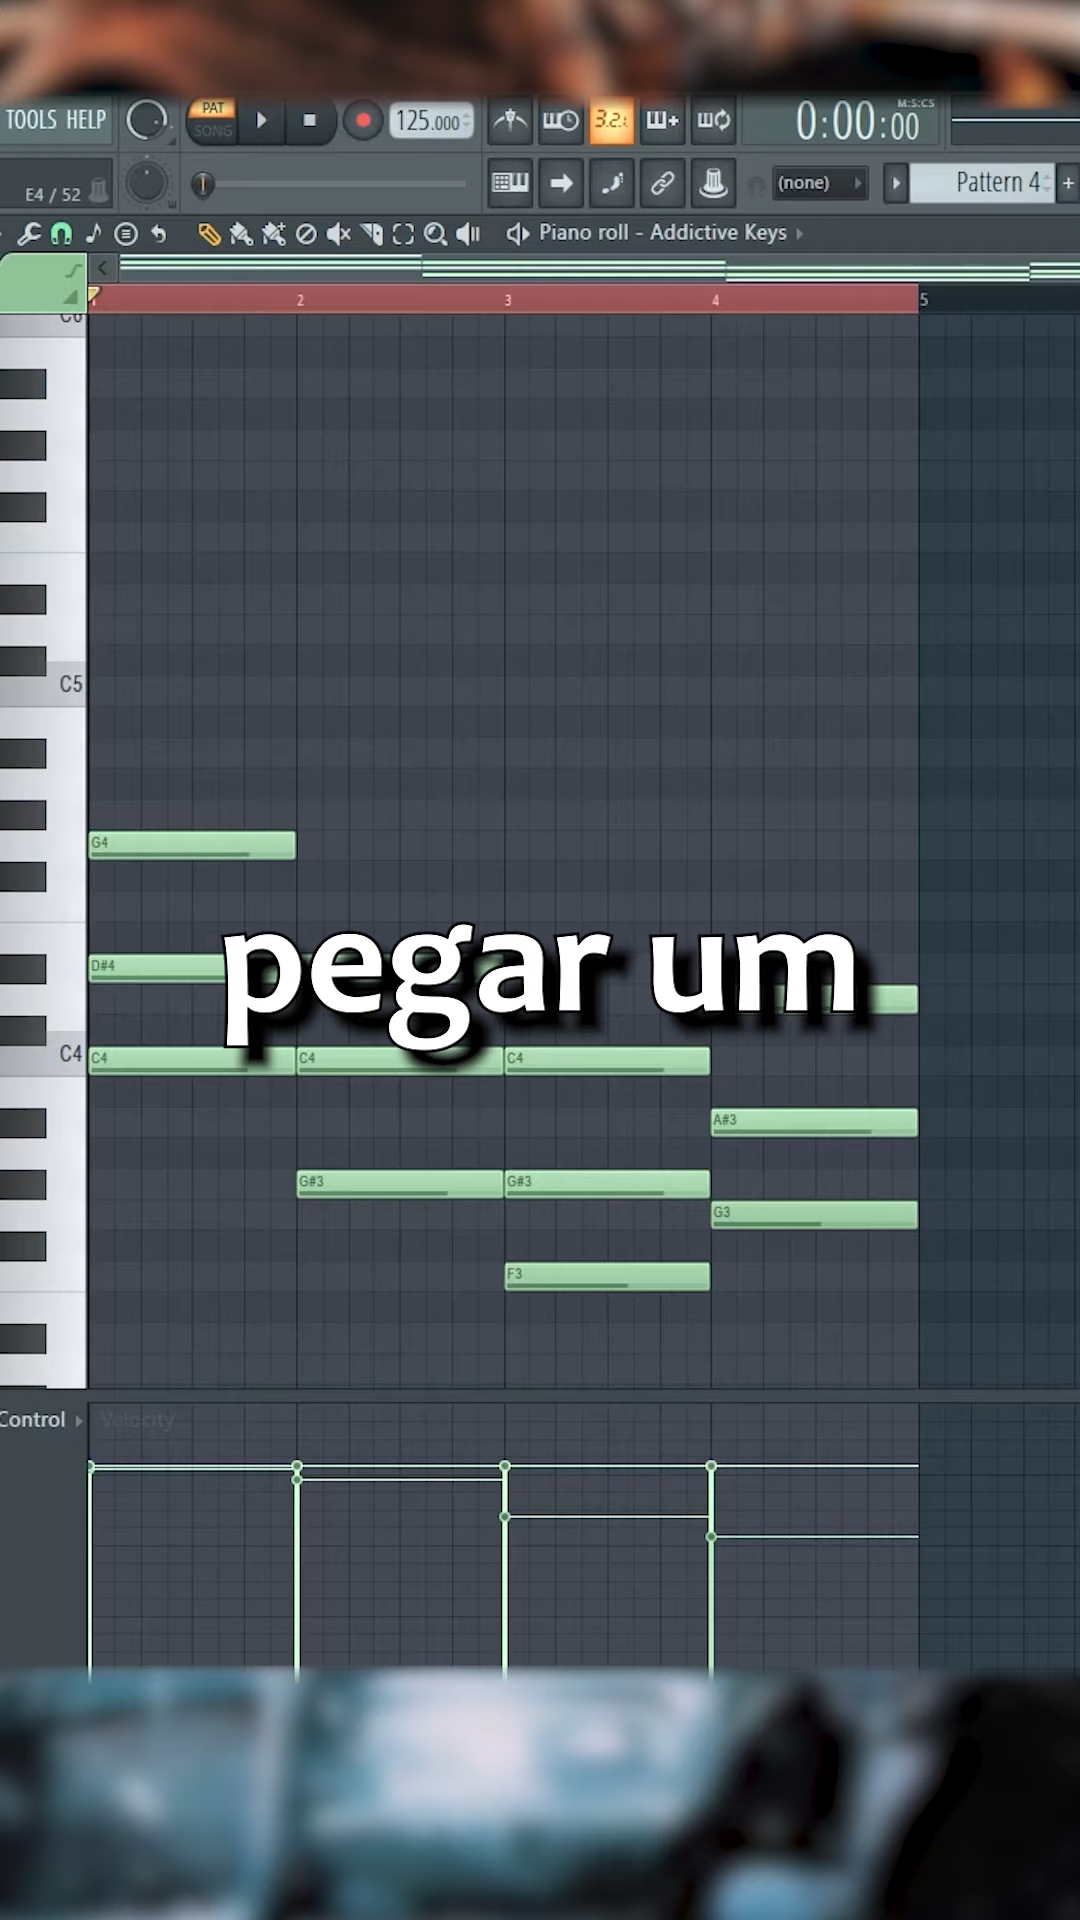 TOOLS HELP
PAT
SONG
125.000
3.2.
M:S:CS
0:00:00
E4 / 52
(none)
Pattern 4
+
Piano roll - Addictive Keys
2
3
4
5
C6
C5
G4
D#4
pegar um
C4
C4
C4
C4
A#3
G#3
G#3
G3
F3
Control
Velocity